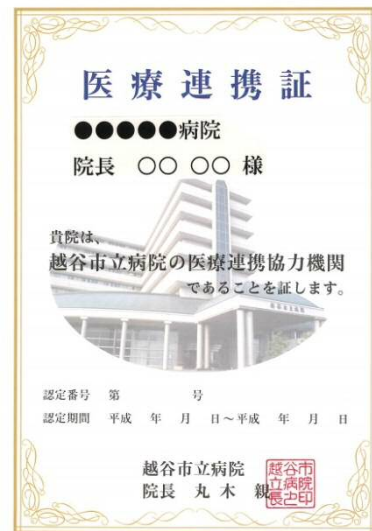 医療連携証
●●●●●病院
院長 ○○ ○○ 様
貴院は、
越谷市立病院の医療連携協力機関
であることを証します。
認定番号 第 号
認定期間 平成 年 月 日～平成 年 月 日
越谷市立病院
院長 丸木 親
越谷市立病院長之印